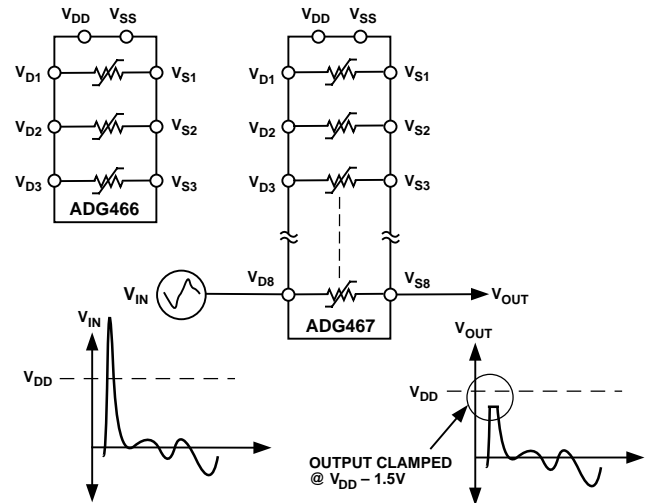 VDD VSS
VD1 VS1
VD2 VS2
VD3 VS3
ADG466
VDD VSS
VD1 VS1
VD2 VS2
VD3 VS3
VIN VD8 VS8 VOUT
ADG467
VIN
VDD
VOUT
VDD
OUTPUT CLAMPED
@ VDD – 1.5V